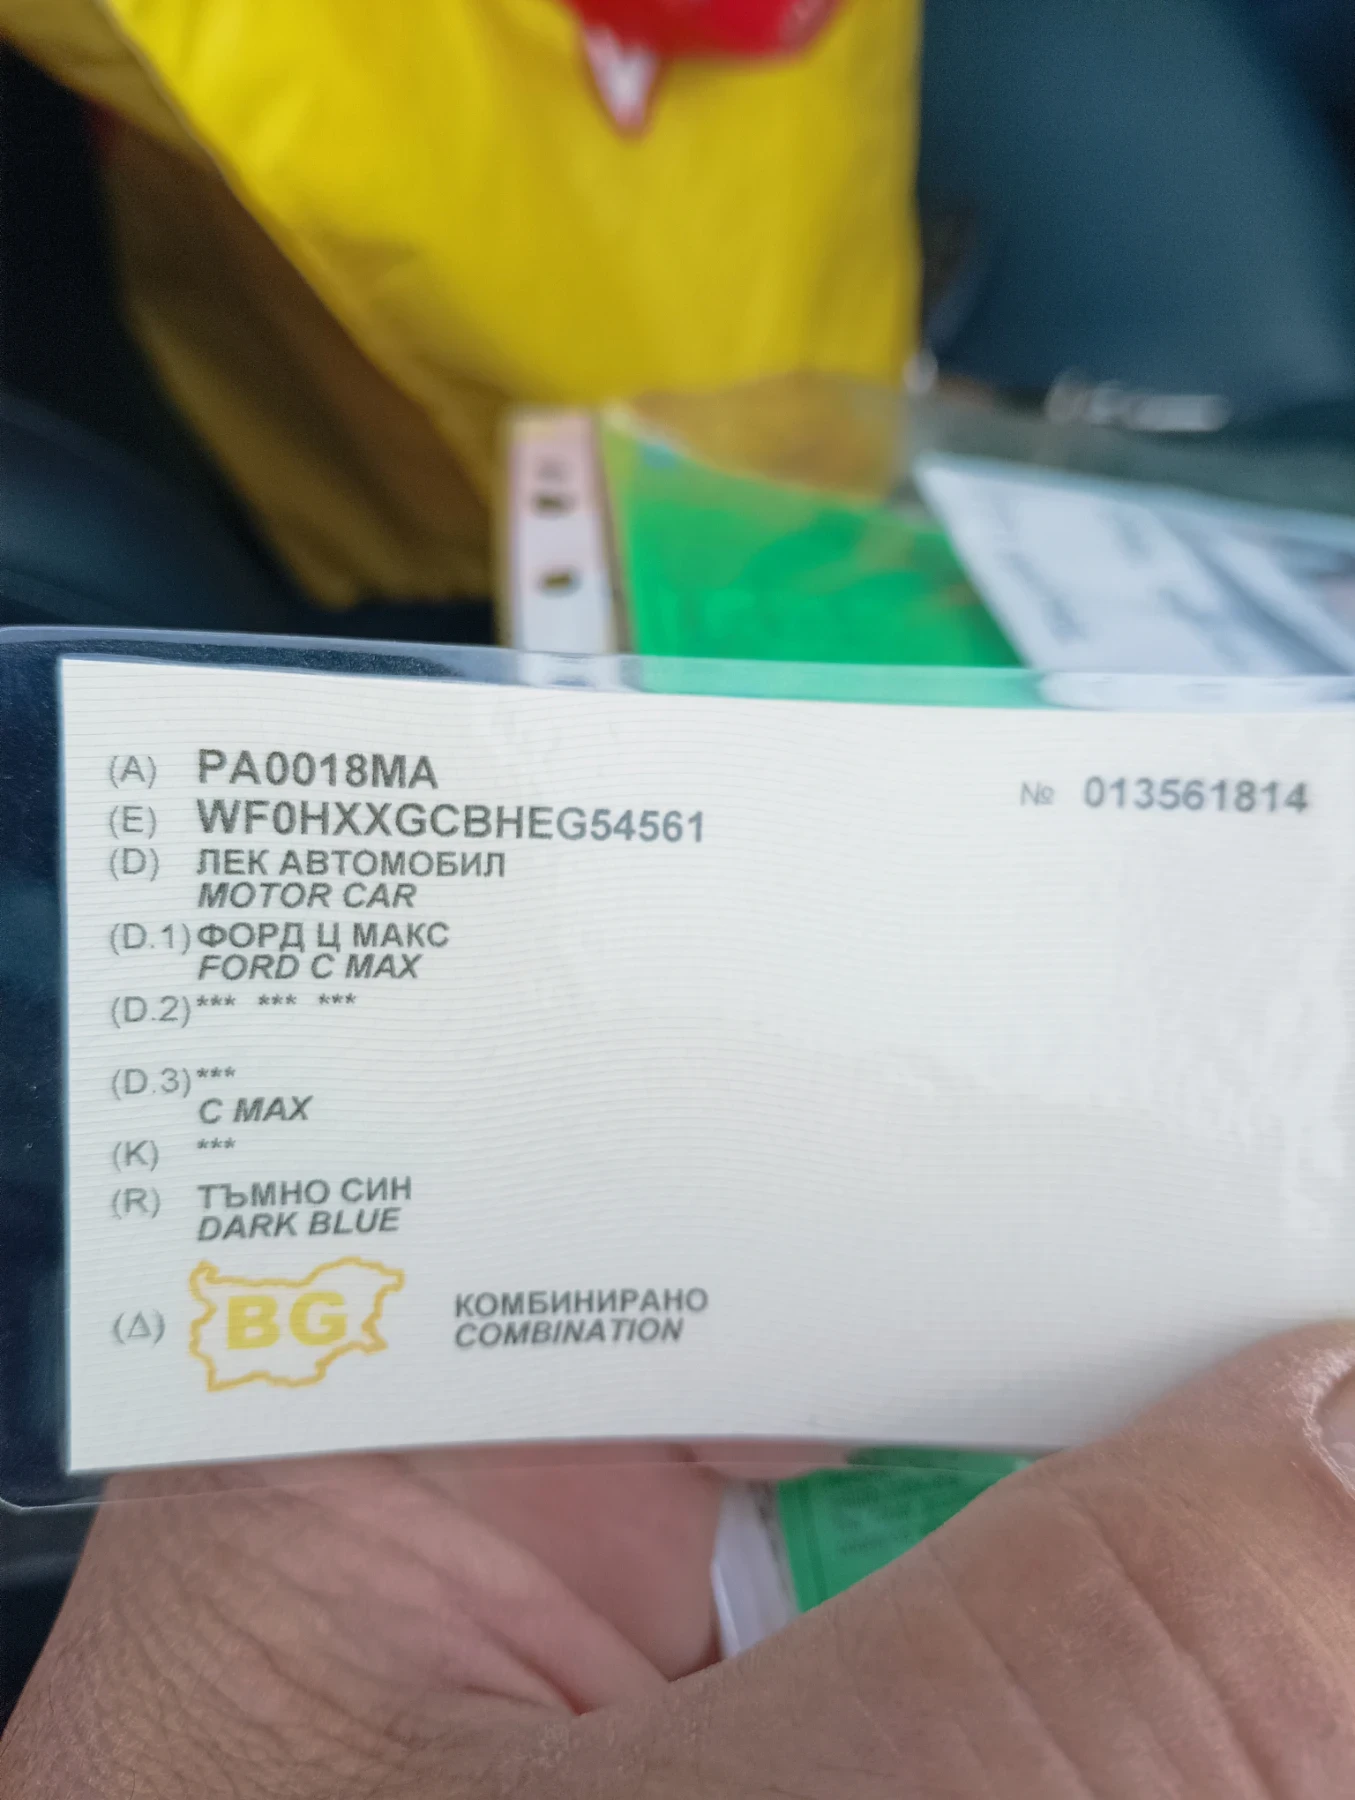 (A) PA0018MA
№ 013561814
(E) WF0HXXGCBHEG54561
(D) ЛЕК АВТОМОБИЛ
MOTOR CAR
(D.1) ФОРД Ц МАКС
FORD C MAX
(D.2) *** *** ***
(D.3) ***
C MAX
(K) ***
(R) ТЪМНО СИН
DARK BLUE
(Δ) BG КОМБИНИРАНО
COMBINATION